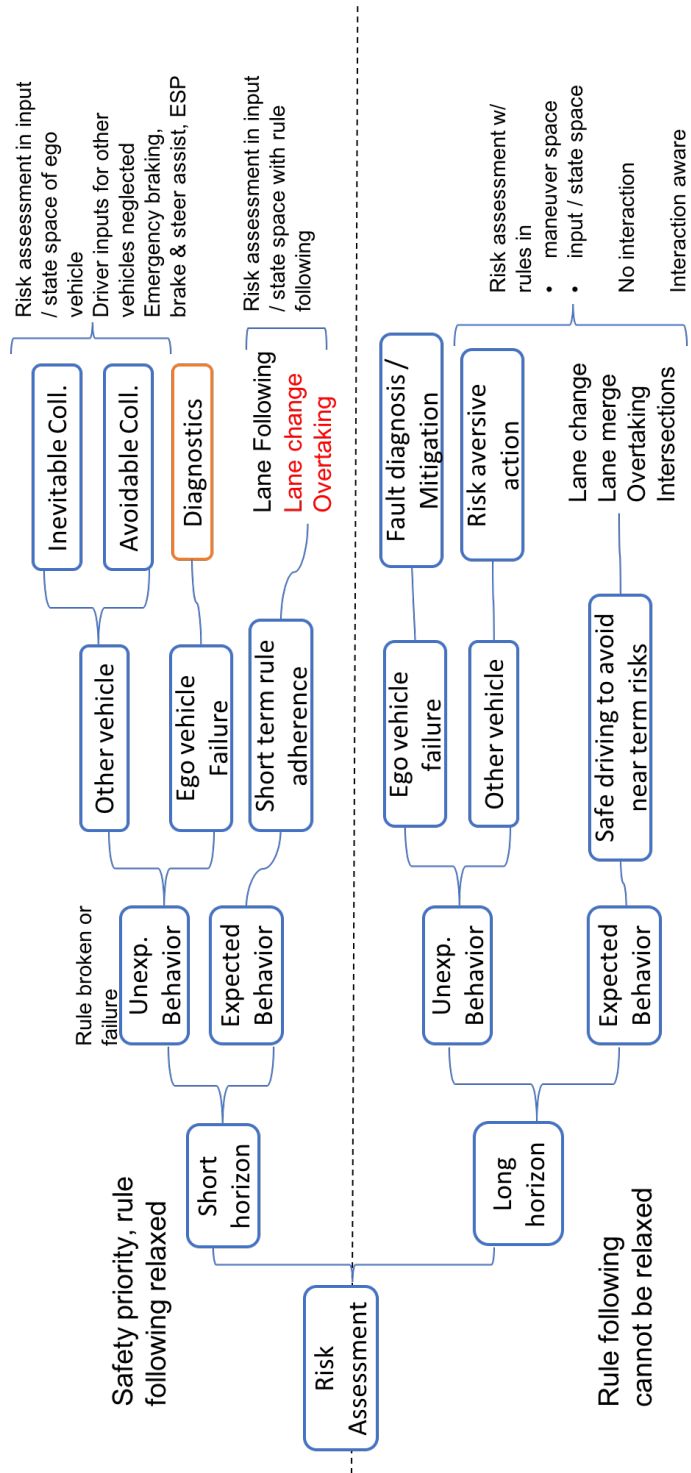 Safety priority, rule
following relaxed
Risk
Assessment
Short
horizon
Rule broken or
failure
Unexp.
Behavior
Expected
Behavior
Other vehicle
Ego vehicle
Failure
Short term rule
adherence
Inevitable Coll.
Avoidable Coll.
Diagnostics
Lane Following
Lane change
Overtaking
Risk assessment in input
/ state space of ego
vehicle
Driver inputs for other
vehicles neglected
Emergency braking,
brake & steer assist, ESP
Risk assessment in input
/ state space with rule
following
Rule following
cannot be relaxed
Long
horizon
Unexp.
Behavior
Expected
Behavior
Ego vehicle
failure
Other vehicle
Safe driving to avoid
near term risks
Fault diagnosis /
Mitigation
Risk aversive
action
Lane change
Lane merge
Overtaking
Intersections
Risk assessment w/
rules in
• maneuver space
• input / state space
No interaction
Interaction aware